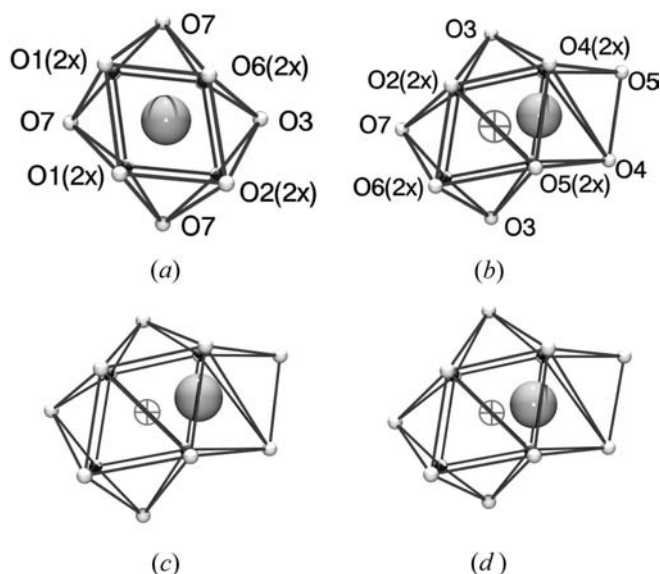 O7
O1(2x)
O6(2x)
O7
O3
O1(2x)
O2(2x)
O7
(a)
O3
O4(2x)
O2(2x)
O5
O7
O4
O6(2x)
O5(2x)
O3
(b)
(c)
(d)